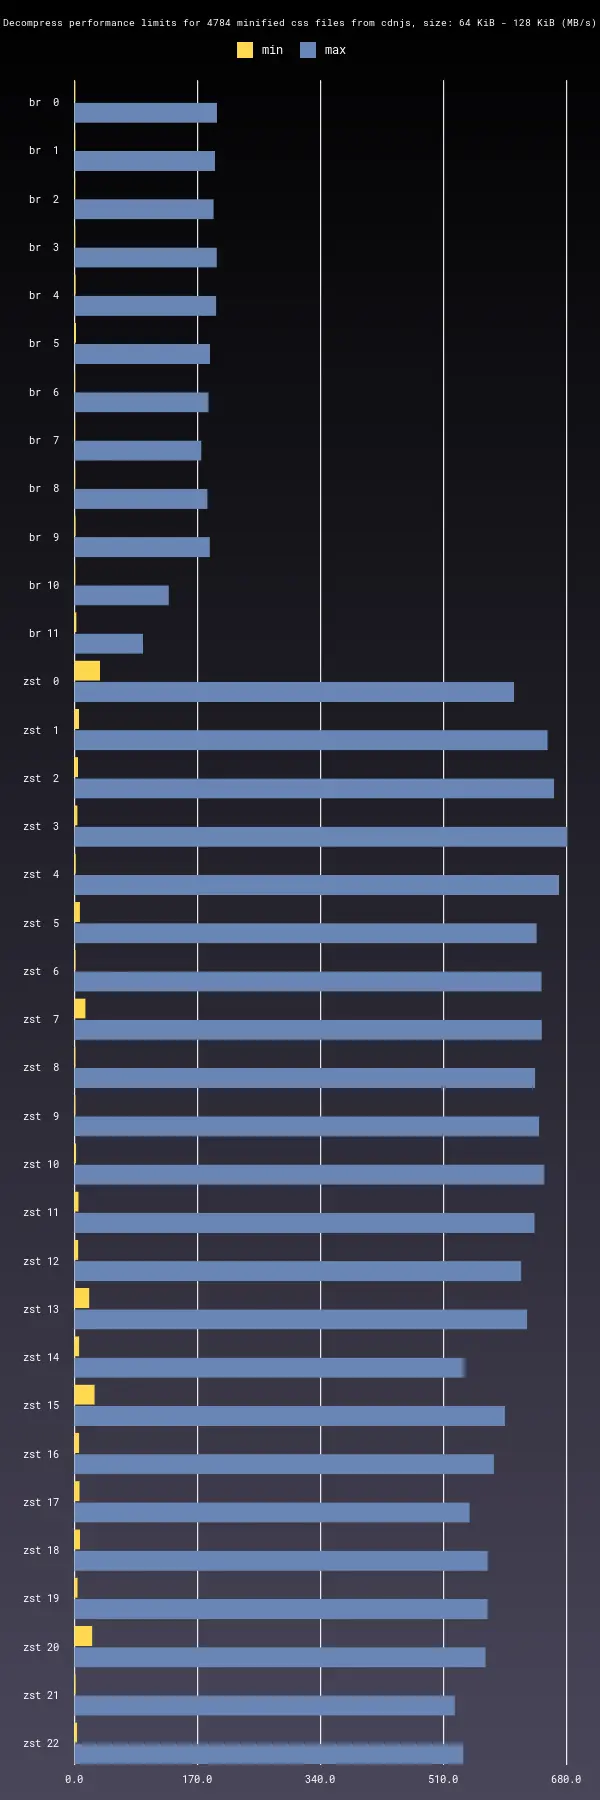 Decompress performance limits for 4784 minified css files from cdnjs, size: 64 KiB - 128 KiB (MB/s)
min max
br 0
br 1
br 2
br 3
br 4
br 5
br 6
br 7
br 8
br 9
br 10
br 11
zst 0
zst 1
zst 2
zst 3
zst 4
zst 5
zst 6
zst 7
zst 8
zst 9
zst 10
zst 11
zst 12
zst 13
zst 14
zst 15
zst 16
zst 17
zst 18
zst 19
zst 20
zst 21
zst 22
0.0 170.0 340.0 510.0 680.0